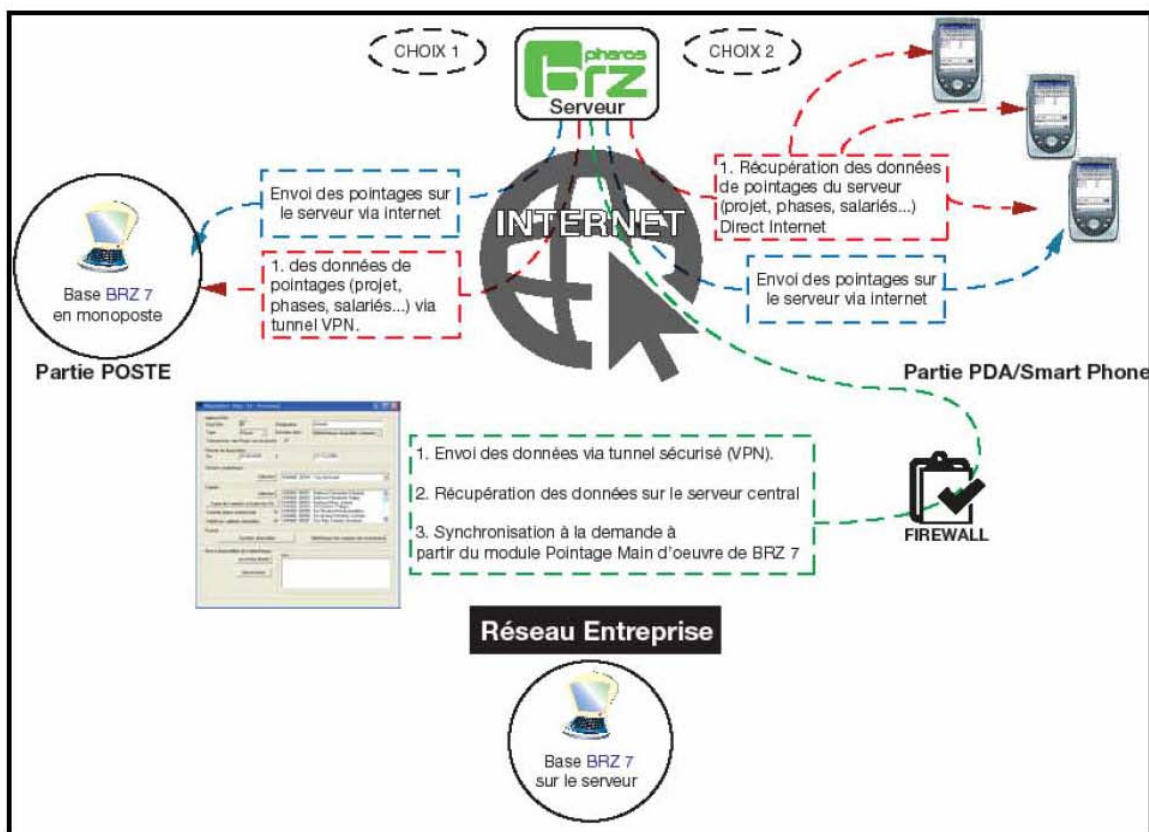 CHOIX 1
pharos
brz
Serveur
CHOIX 2
Envoi des pointages sur
le serveur via internet
1. des données de
pointages (projet,
phases, salariés...) via
tunnel VPN.
Base BRZ 7
en monoposte
Partie POSTE
INTERNET
1. Récupération des données
de pointages du serveur
(projet, phases, salariés...)
Direct Internet
Envoi des pointages sur
le serveur via internet
Partie PDA/Smart Phone
1. Envoi des données via tunnel sécurisé (VPN).
2. Récupération des données sur le serveur central
3. Synchronisation à la demande à
partir du module Pointage Main d'oeuvre de BRZ 7
FIREWALL
Réseau Entreprise
Base BRZ 7
sur le serveur